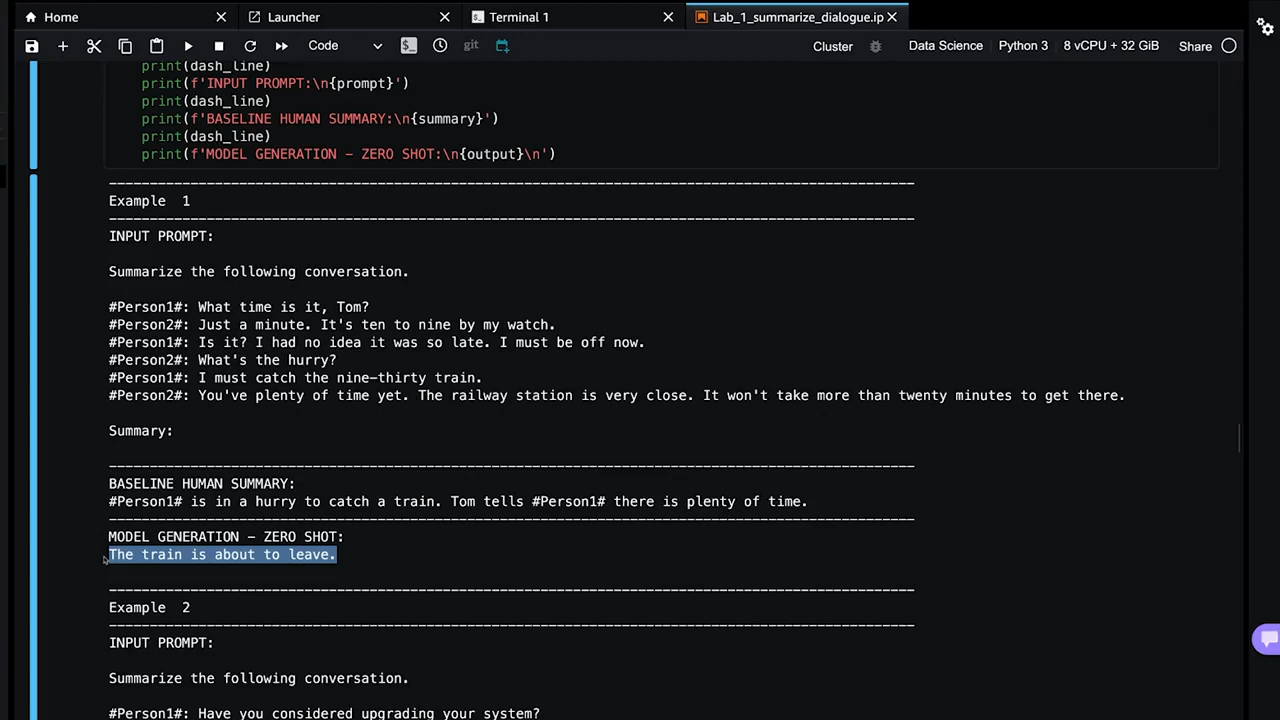 Home
Launcher
Terminal 1
Lab_1_summarize_dialogue.ip
Code
git
Cluster
Data Science
Python 3
8 vCPU + 32 GiB
Share
print(dash_line)
print(f'INPUT PROMPT:\n{prompt}')
print(dash_line)
print(f'BASELINE HUMAN SUMMARY:\n{summary}')
print(dash_line)
print(f'MODEL GENERATION - ZERO SHOT:\n{output}\n')
---------------------------------------------------------------------------------------------------
Example  1
---------------------------------------------------------------------------------------------------
INPUT PROMPT:
Summarize the following conversation.
#Person1#: What time is it, Tom?
#Person2#: Just a minute. It's ten to nine by my watch.
#Person1#: Is it? I had no idea it was so late. I must be off now.
#Person2#: What's the hurry?
#Person1#: I must catch the nine-thirty train.
#Person2#: You've plenty of time yet. The railway station is very close. It won't take more than twenty minutes to get there.
Summary:
---------------------------------------------------------------------------------------------------
BASELINE HUMAN SUMMARY:
#Person1# is in a hurry to catch a train. Tom tells #Person1# there is plenty of time.
---------------------------------------------------------------------------------------------------
MODEL GENERATION - ZERO SHOT:
The train is about to leave.
---------------------------------------------------------------------------------------------------
Example  2
---------------------------------------------------------------------------------------------------
INPUT PROMPT:
Summarize the following conversation.
#Person1#: Have you considered upgrading your system?